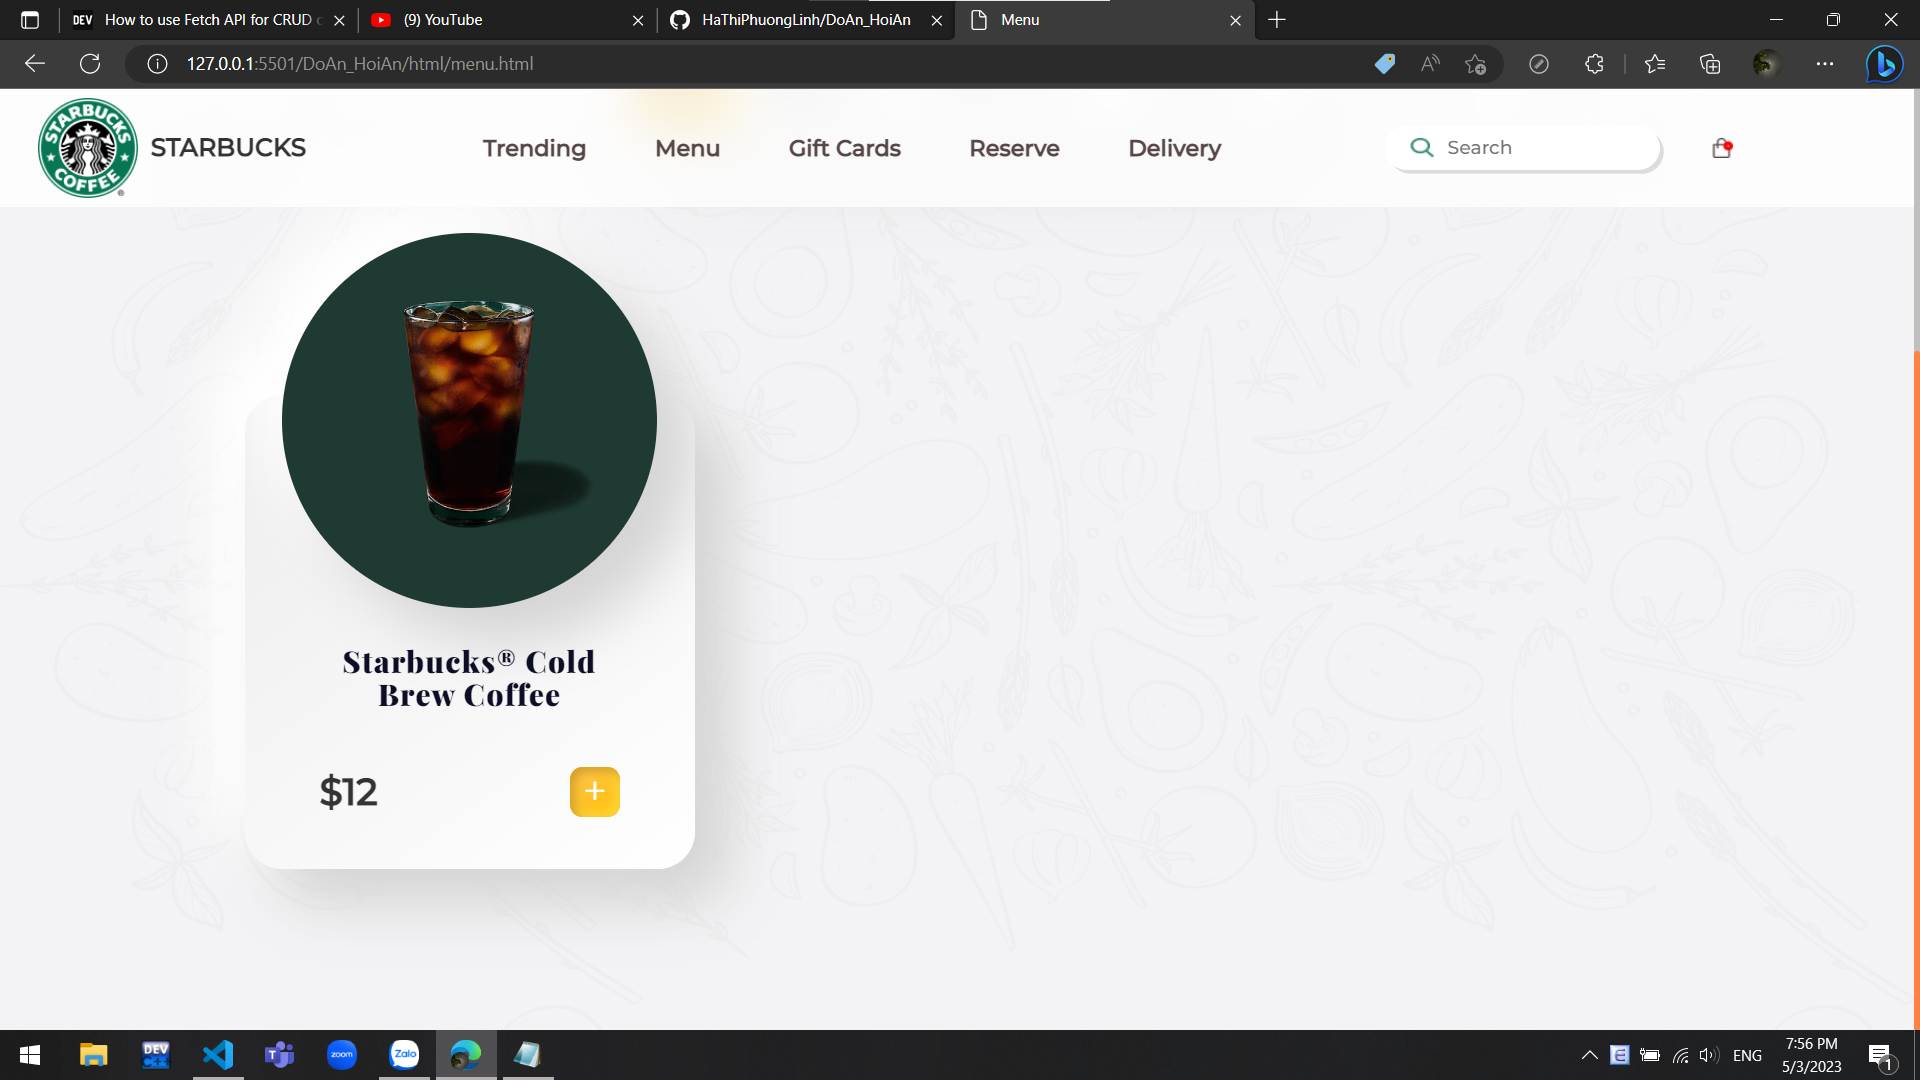 DEV How to use Fetch API for CRUD
(9) YouTube
HaThiPhuongLinh/DoAn_HoiAn
Menu
127.0.0.1:5501/DoAn_HoiAn/html/menu.html
STARBUCKS
COFFEE
®
STARBUCKS
Trending
Menu
Gift Cards
Reserve
Delivery
Search
Starbucks® Cold
Brew Coffee
$12
+
DEV
C++
T
zoom
Zalo
E
ENG
7:56 PM
5/3/2023
1